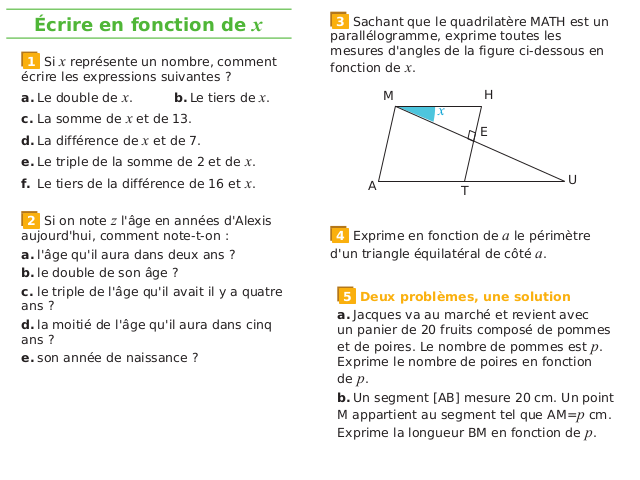 Écrire en fonction de x
1 Si x représente un nombre, comment
écrire les expressions suivantes ?
a. Le double de x. b. Le tiers de x.
c. La somme de x et de 13.
d. La différence de x et de 7.
e. Le triple de la somme de 2 et de x.
f. Le tiers de la différence de 16 et x.
2 Si on note z l'âge en années d'Alexis
aujourd'hui, comment note-t-on :
a. l'âge qu'il aura dans deux ans ?
b. le double de son âge ?
c. le triple de l'âge qu'il avait il y a quatre
ans ?
d. la moitié de l'âge qu'il aura dans cinq
ans ?
e. son année de naissance ?
3 Sachant que le quadrilatère MATH est un
parallélogramme, exprime toutes les
mesures d'angles de la figure ci-dessous en
fonction de x.
M H
x
E
A T U
4 Exprime en fonction de a le périmètre
d'un triangle équilatéral de côté a.
5 Deux problèmes, une solution
a. Jacques va au marché et revient avec
un panier de 20 fruits composé de pommes
et de poires. Le nombre de pommes est p.
Exprime le nombre de poires en fonction
de p.
b. Un segment [AB] mesure 20 cm. Un point
M appartient au segment tel que AM=p cm.
Exprime la longueur BM en fonction de p.